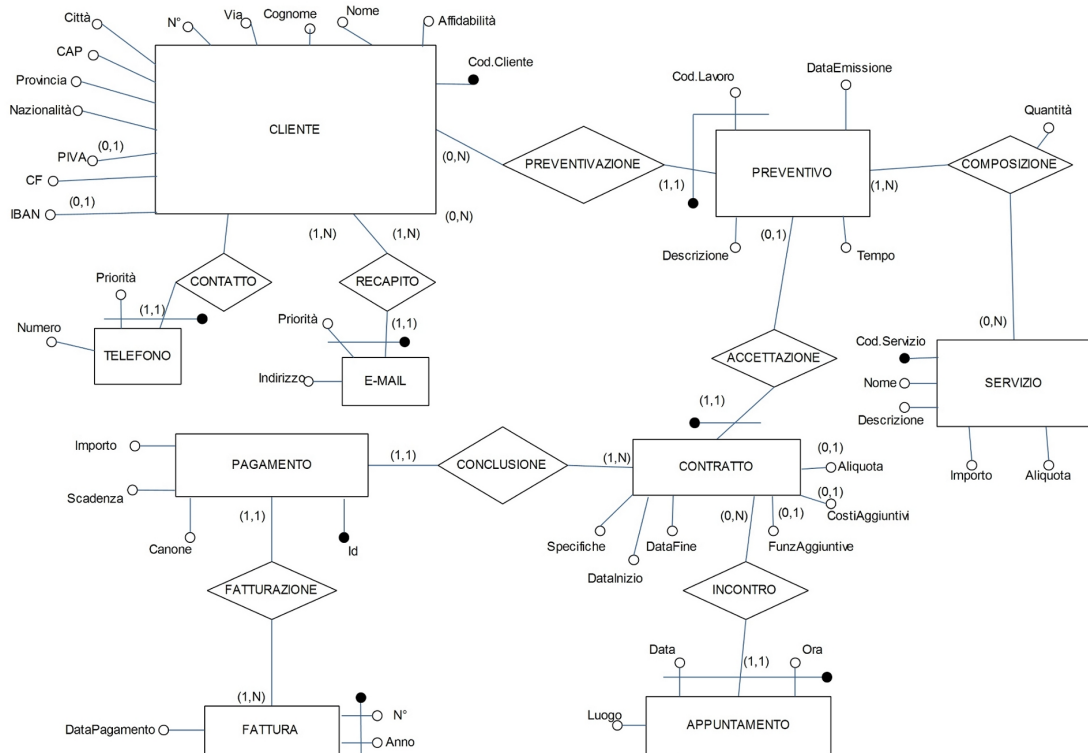 Città
N°
Via
Cognome
Nome
Affidabilità
CAP
Cod.Cliente
Provincia
Nazionalità
CLIENTE
(0,1)
PIVA
CF
(0,1)
IBAN
(0,N)
(0,N)
(1,N)
(1,N)
PREVENTIVAZIONE
(1,1)
Cod.Lavoro
DataEmissione
PREVENTIVO
(1,N)
Quantità
COMPOSIZIONE
Descrizione
(0,1)
Tempo
CONTATTO
RECAPITO
Priorità
(1,1)
Numero
TELEFONO
Priorità
(1,1)
Indirizzo
E-MAIL
ACCETTAZIONE
(1,1)
(0,N)
Cod.Servizio
Nome
Descrizione
SERVIZIO
Importo
Aliquota
Importo
PAGAMENTO
Scadenza
(1,1)
Canone
Id
(1,1)
CONCLUSIONE
(1,N)
CONTRATTO
(0,1)
Aliquota
(0,1)
CostiAggiuntivi
(0,N)
(0,1)
Specifiche
DataFine
FunzAggiuntive
DataInizio
FATTURAZIONE
INCONTRO
(1,N)
DataPagamento
FATTURA
N°
Anno
Data
(1,1)
Ora
Luogo
APPUNTAMENTO